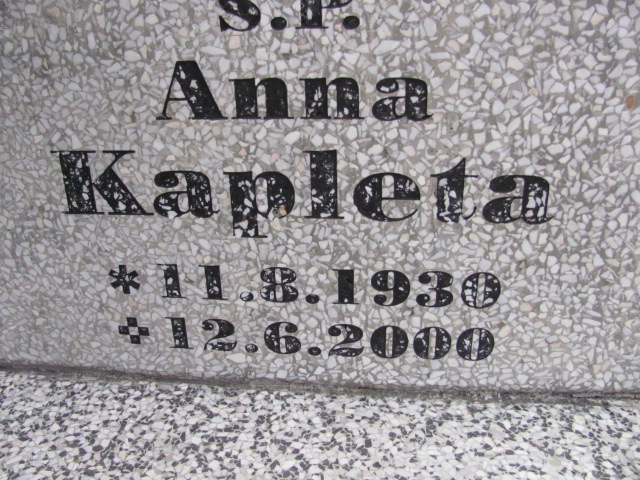 Ś.P.
Anna
Kapleta
* 11.8.1930
✣ 12.6.2000